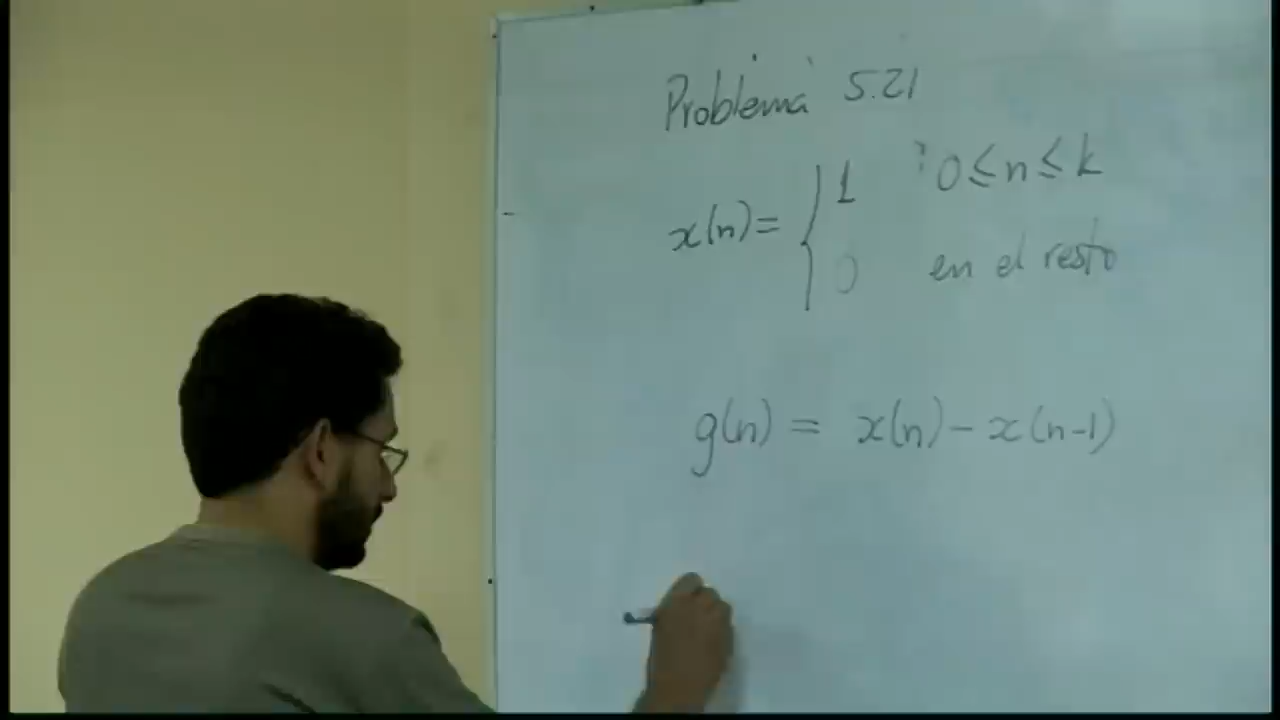 Problema 5.21
x(n) = { 1 0 ≤ n ≤ k
0 en el resto
g(n) = x(n) - x(n-1)